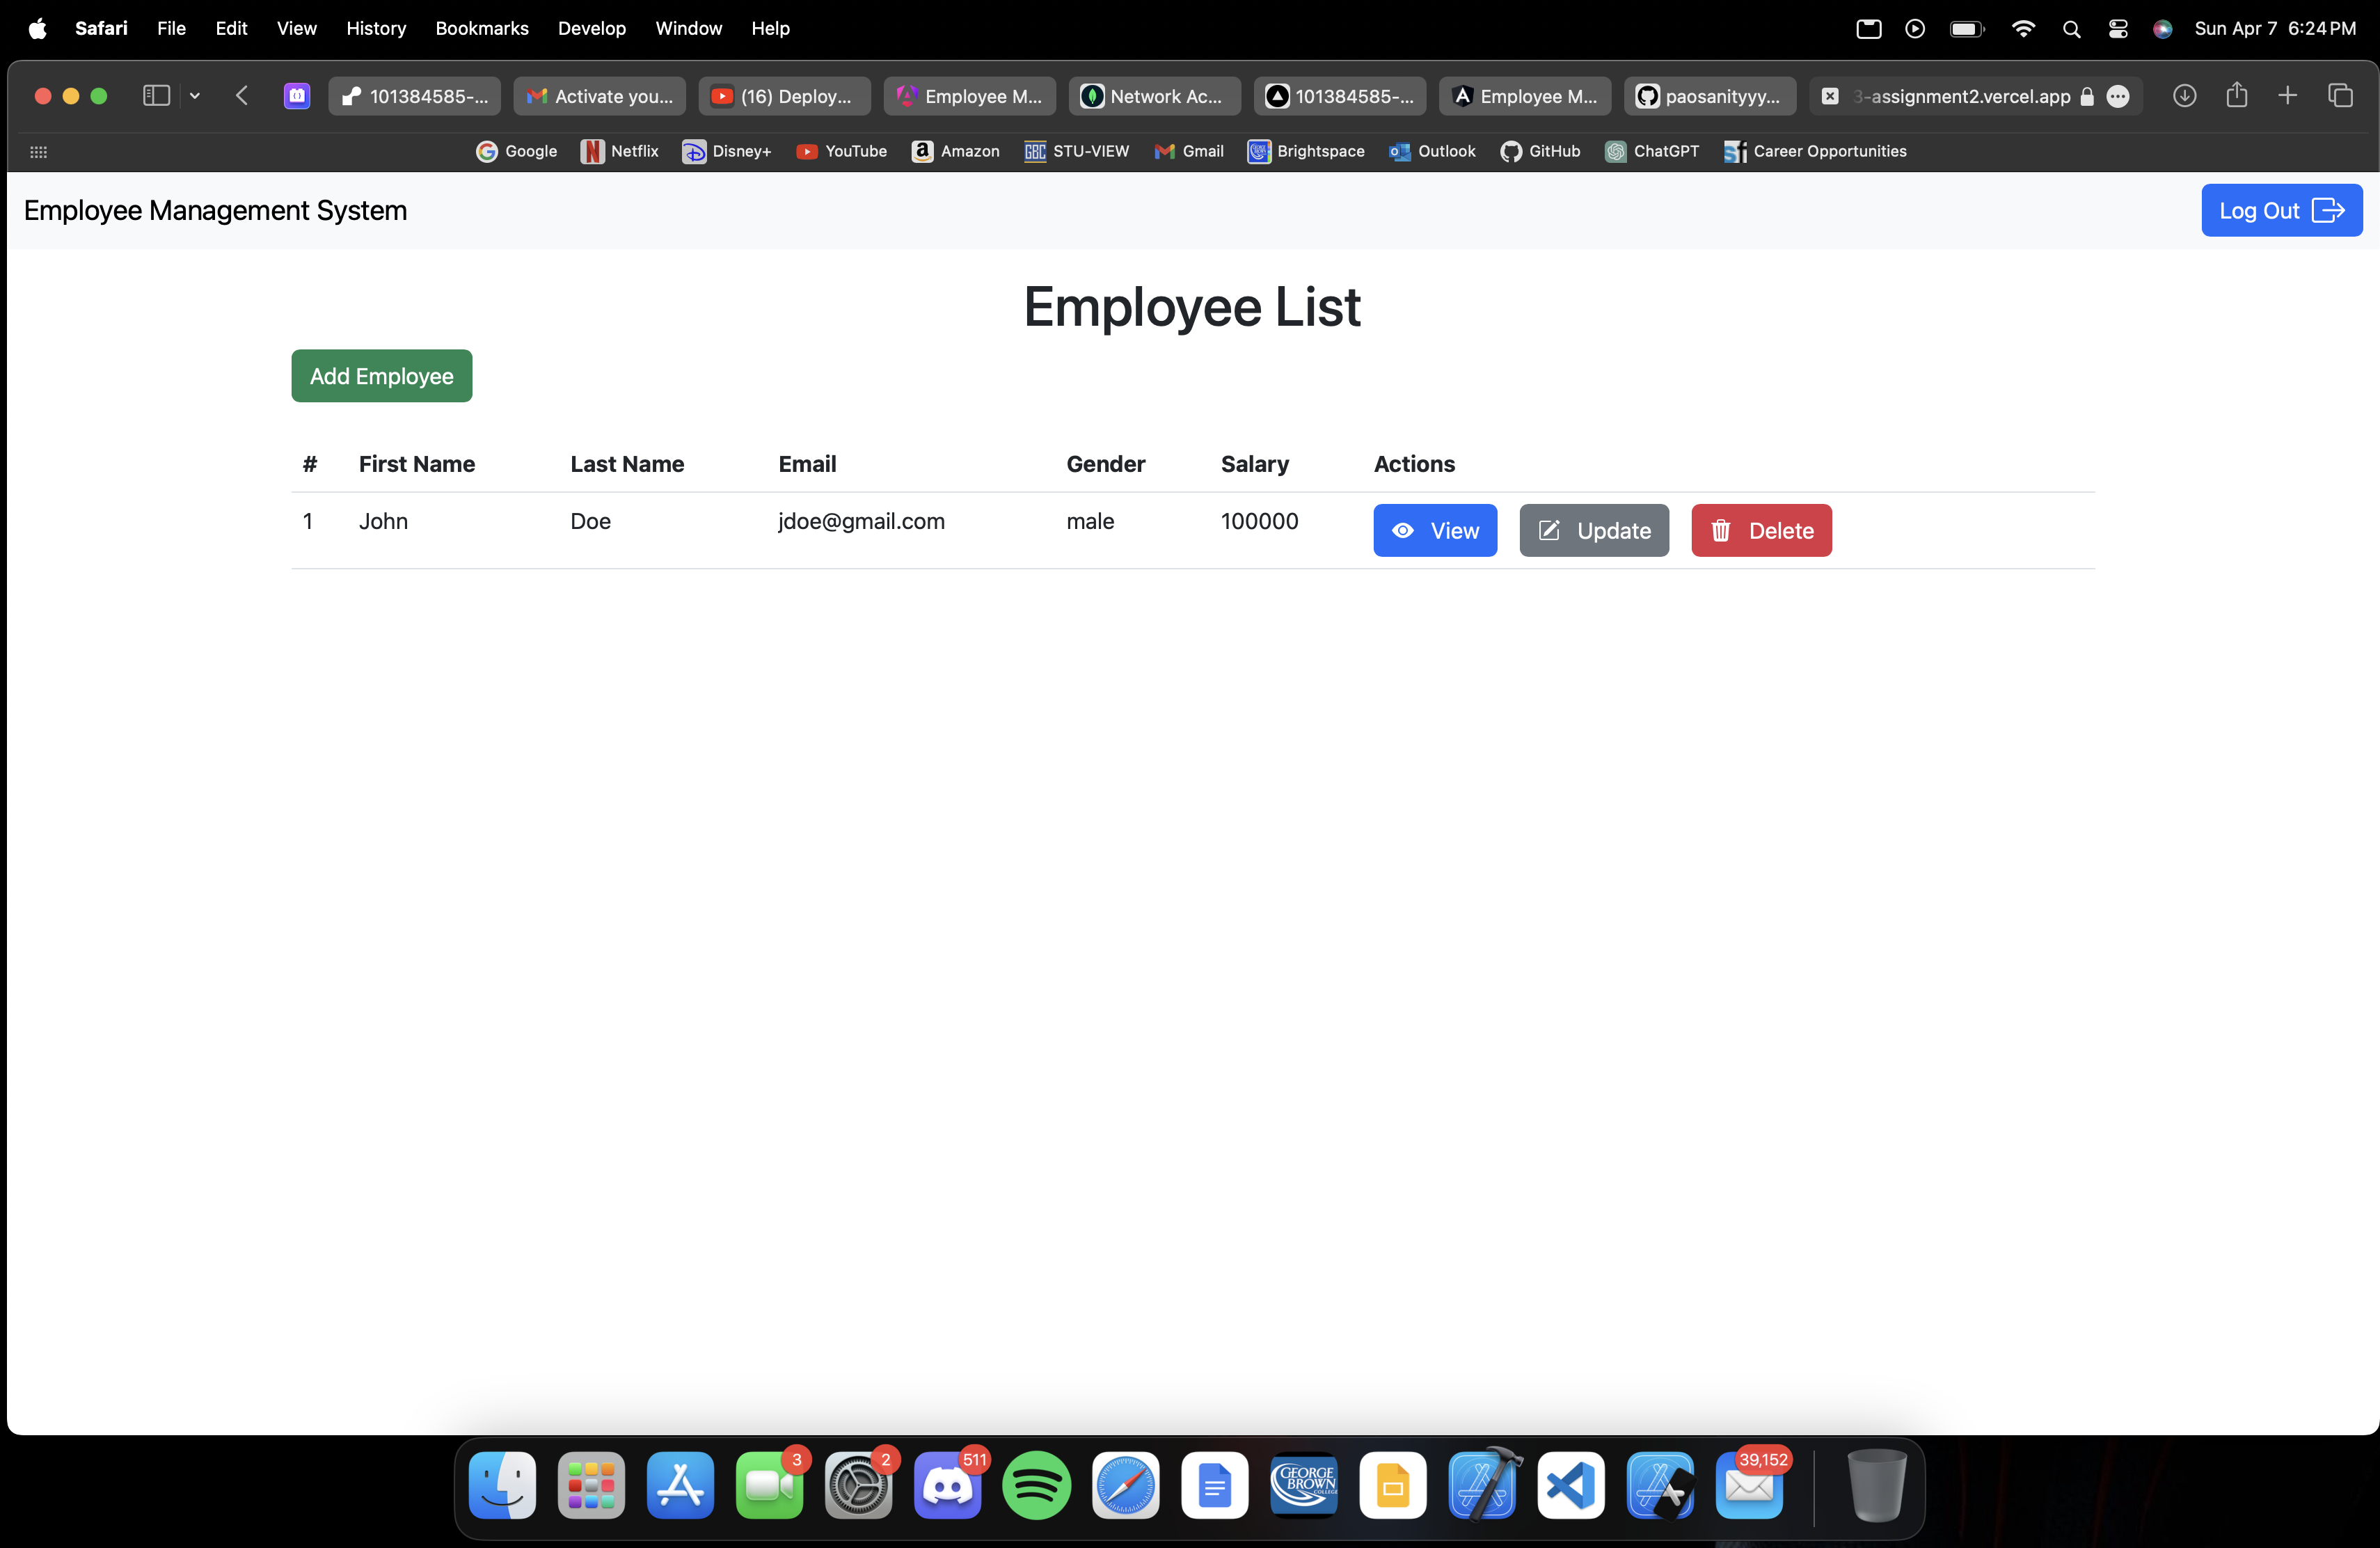 Safari File Edit View History Bookmarks Develop Window Help Sun Apr 7 6:24 PM
101384585-... Activate you... (16) Deploy... Employee M... Network Ac... 101384585-... Employee M... paosanityyy... 3-assignment2.vercel.app
Google Netflix Disney+ YouTube Amazon STU-VIEW Gmail Brightspace Outlook GitHub ChatGPT Career Opportunities
Employee Management System Log Out
Employee List
Add Employee
# First Name Last Name Email Gender Salary Actions
1 John Doe jdoe@gmail.com male 100000 View Update Delete
3 2 511 39,152
GEORGE
BROWN
COLLEGE